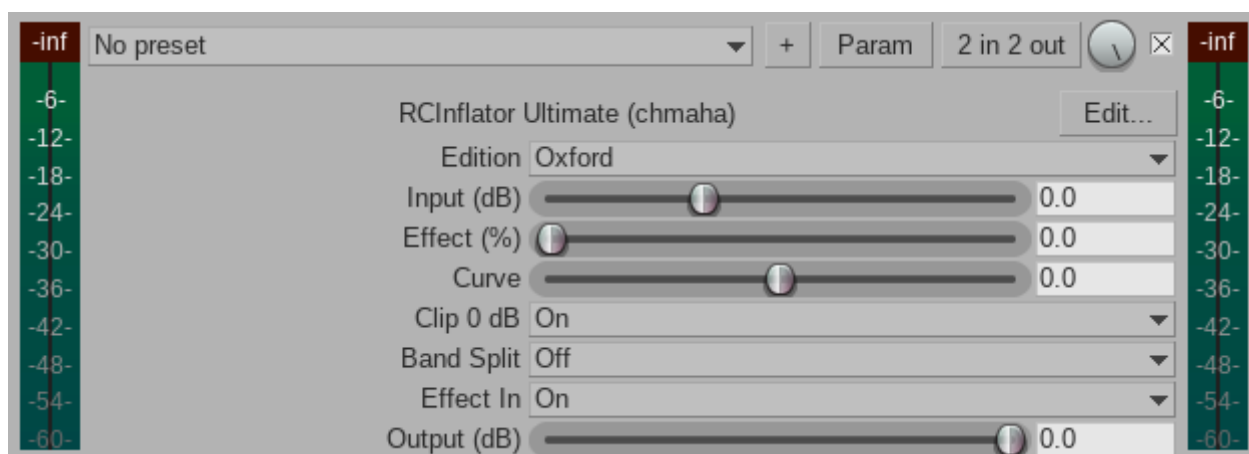 -inf No preset + Param 2 in 2 out -inf
-6- -6-
RCInflator Ultimate (chmaha) Edit...
-12- -12-
Edition Oxford
-18- -18-
Input (dB) 0.0
-24- -24-
Effect (%) 0.0
-30- -30-
Curve 0.0
-36- -36-
Clip 0 dB On
-42- -42-
Band Split Off
-48- -48-
Effect In On
-54- -54-
Output (dB) 0.0
-60- -60-